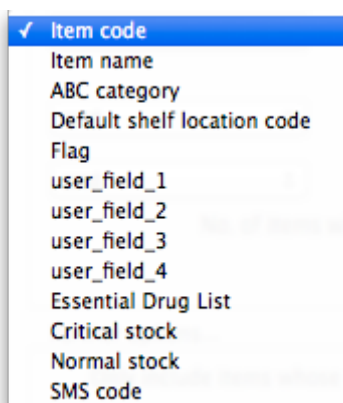 ✓ Item code
Item name
ABC category
Default shelf location code
Flag
user_field_1
user_field_2
user_field_3
user_field_4
Essential Drug List
Critical stock
Normal stock
SMS code